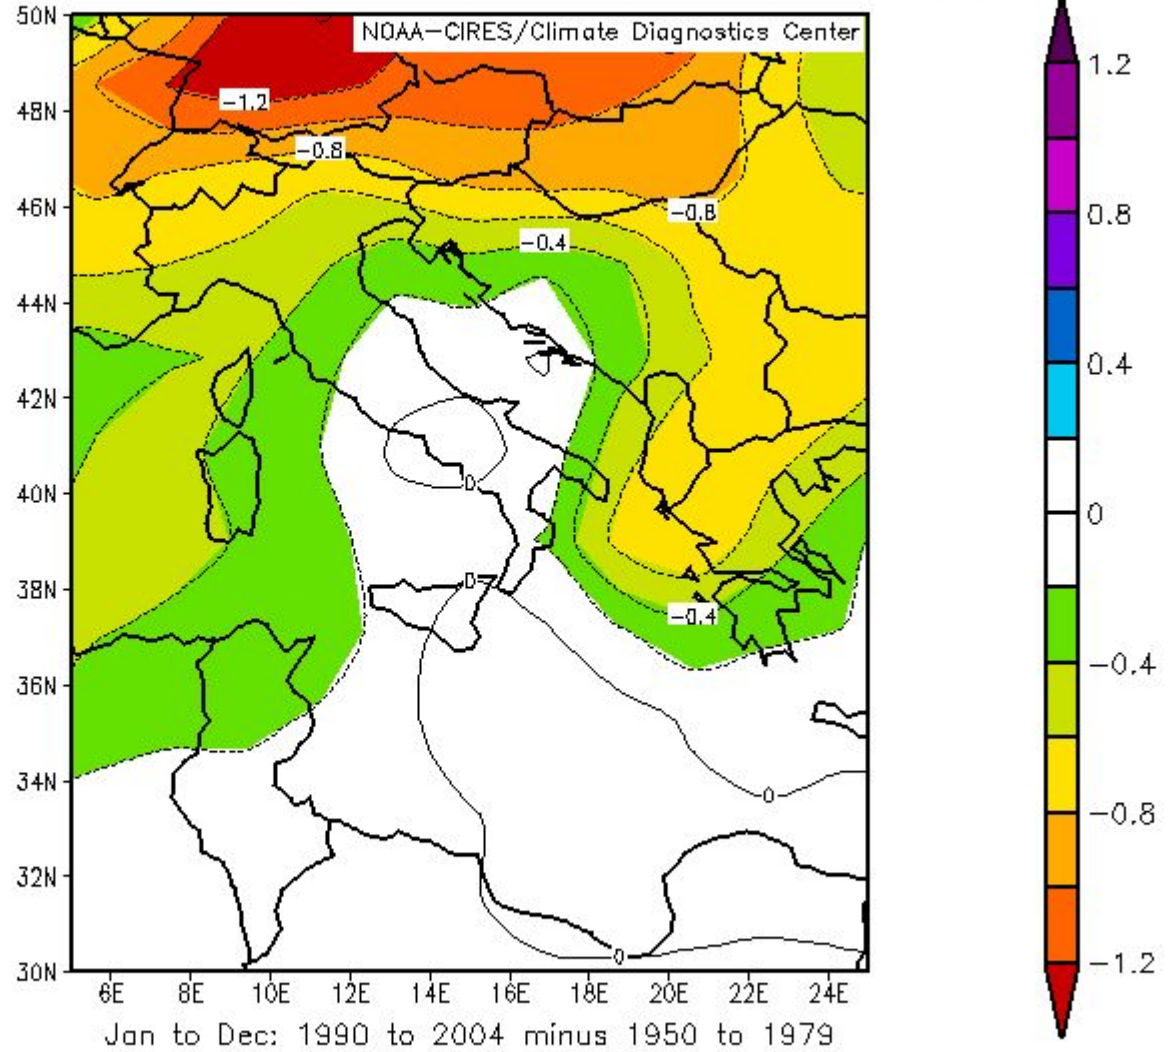 NOAA-CIRES/Climate Diagnostics Center
50N
48N
46N
44N
42N
40N
38N
36N
34N
32N
30N
-1.2
-0.8
-0.8
-0.4
0
0
-0.4
0
0
6E 8E 10E 12E 14E 16E 18E 20E 22E 24E
Jan to Dec: 1990 to 2004 minus 1950 to 1979
1.2
0.8
0.4
0
-0.4
-0.8
-1.2